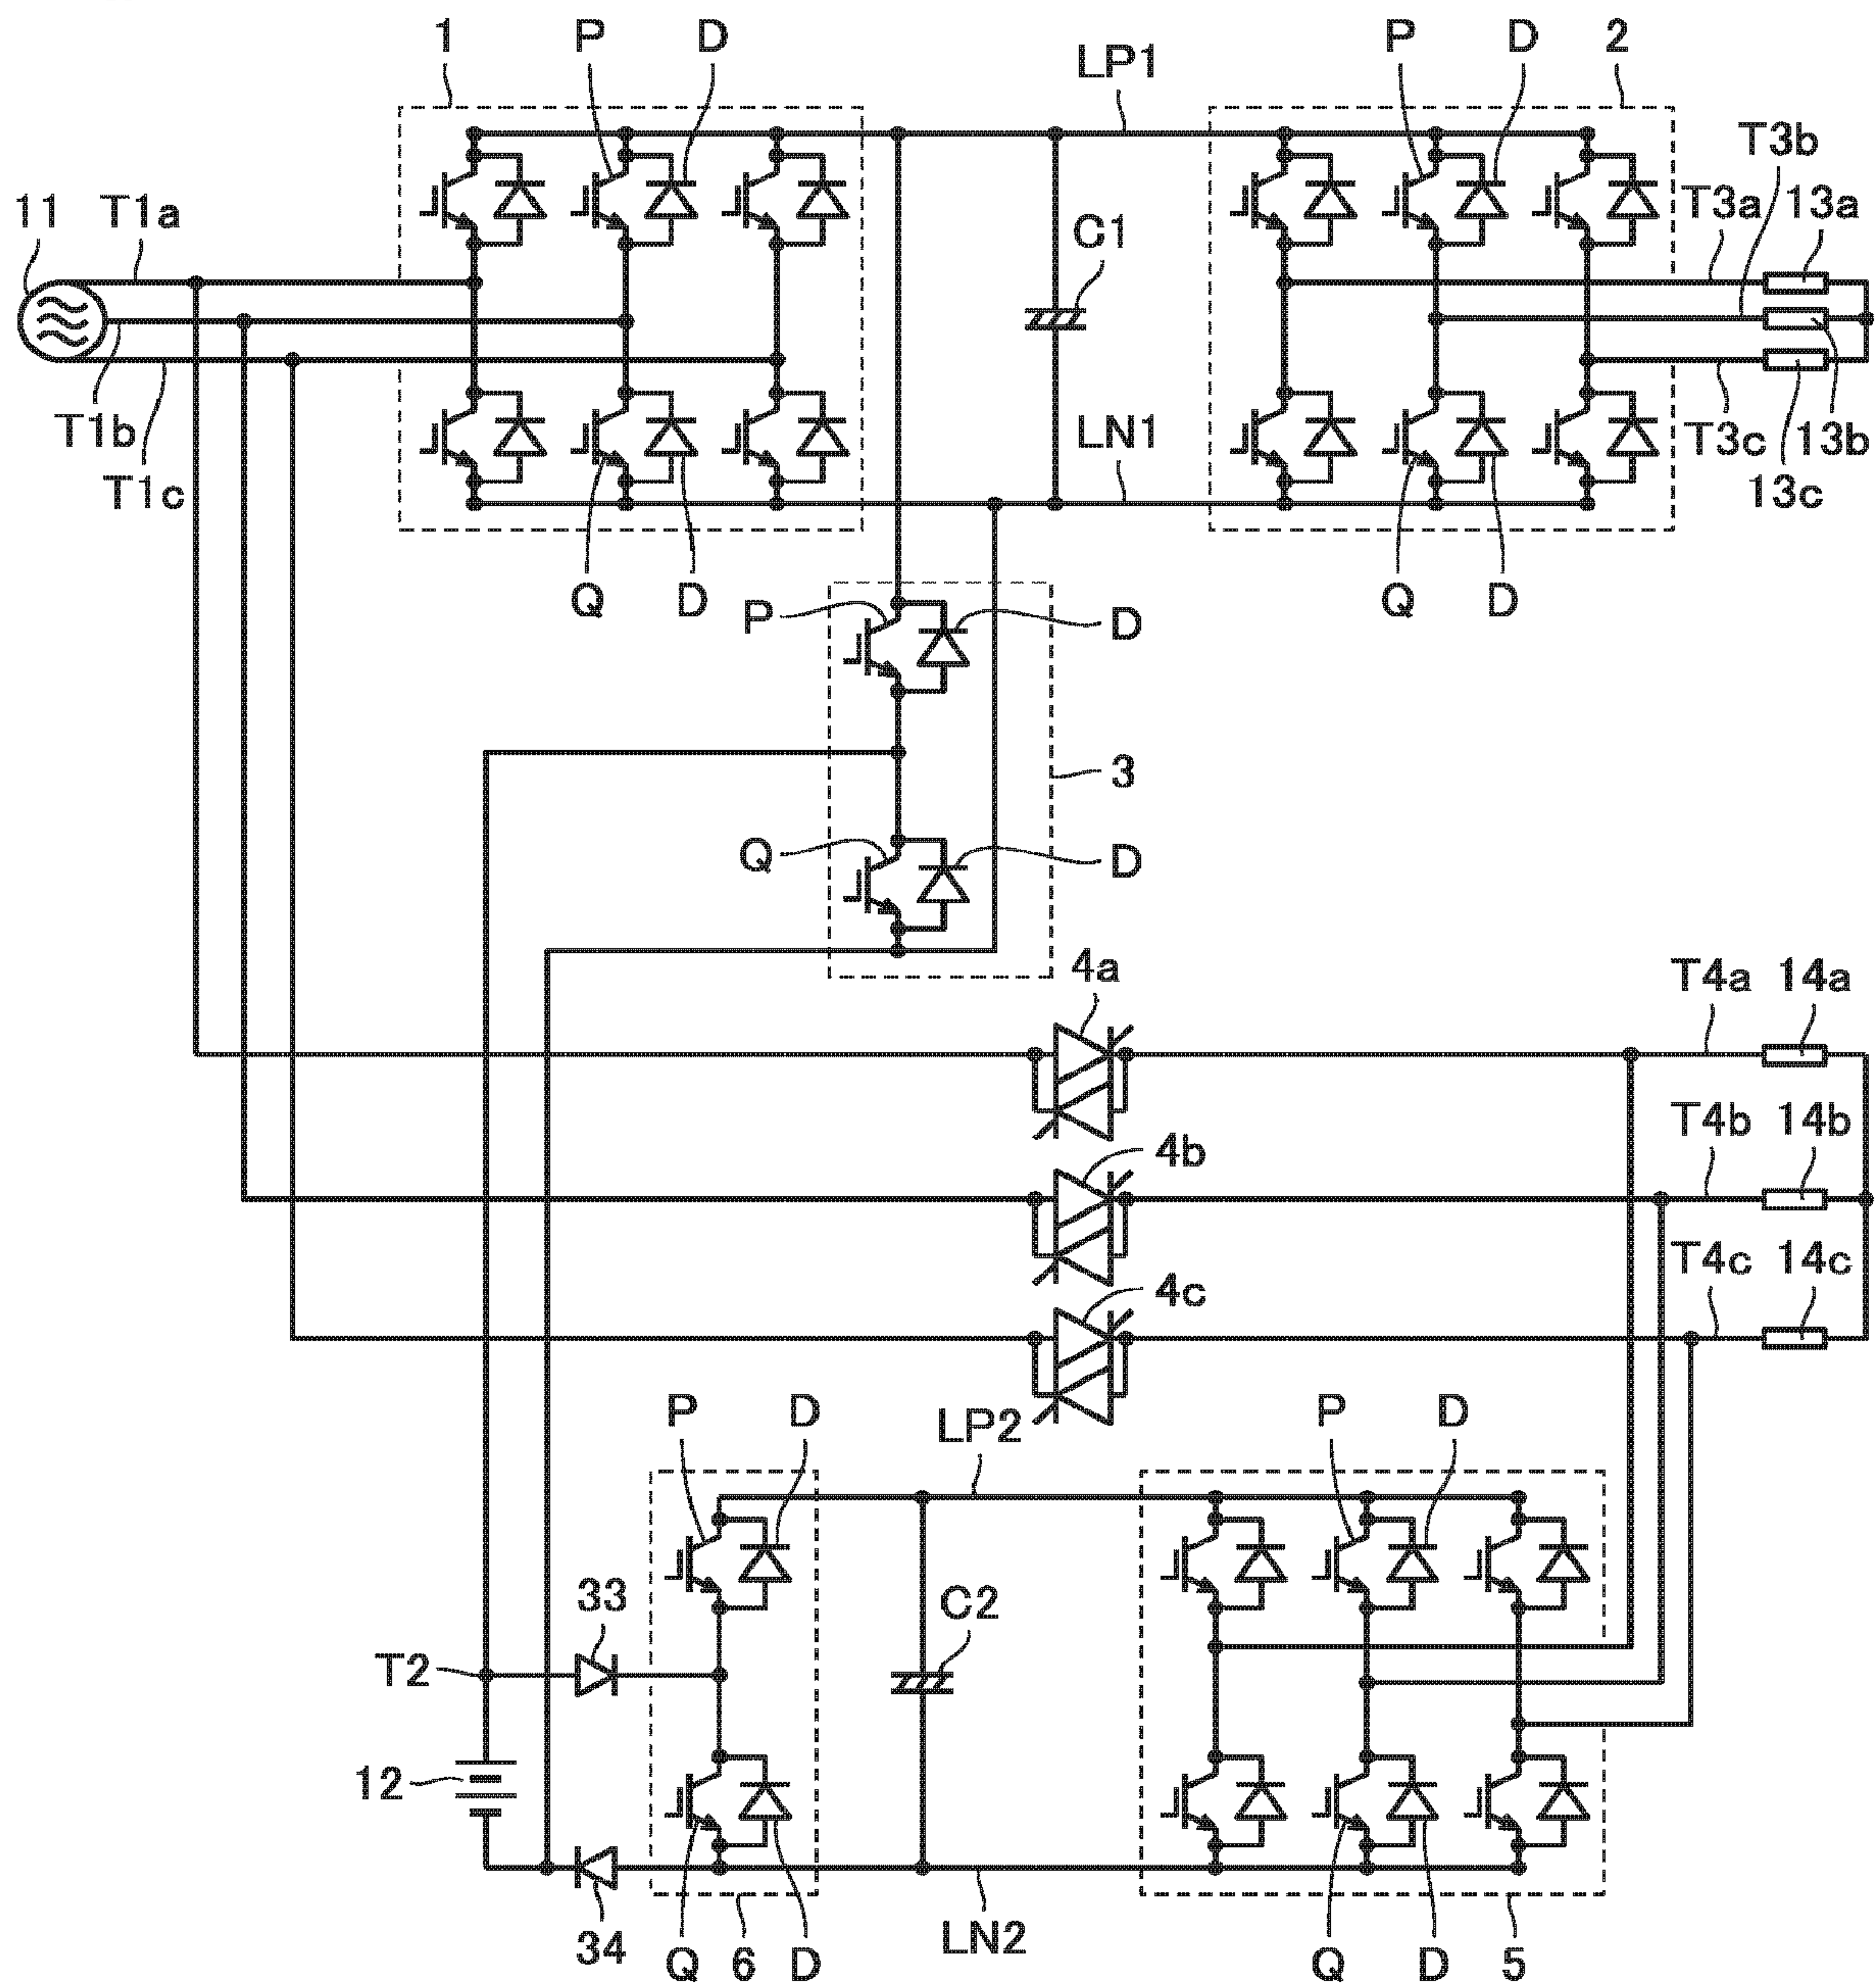 1 P D LP1 P D 2
T3b
11 T1a T3a 13a
C1
T1b LN1 T3c 13b
T1c 13c
Q D Q D
P D
3
Q D
4a T4a 14a
4b T4b 14b
4c T4c 14c
P D LP2 P D
33 C2
T2
12
34 Q 6 D LN2 Q D 5